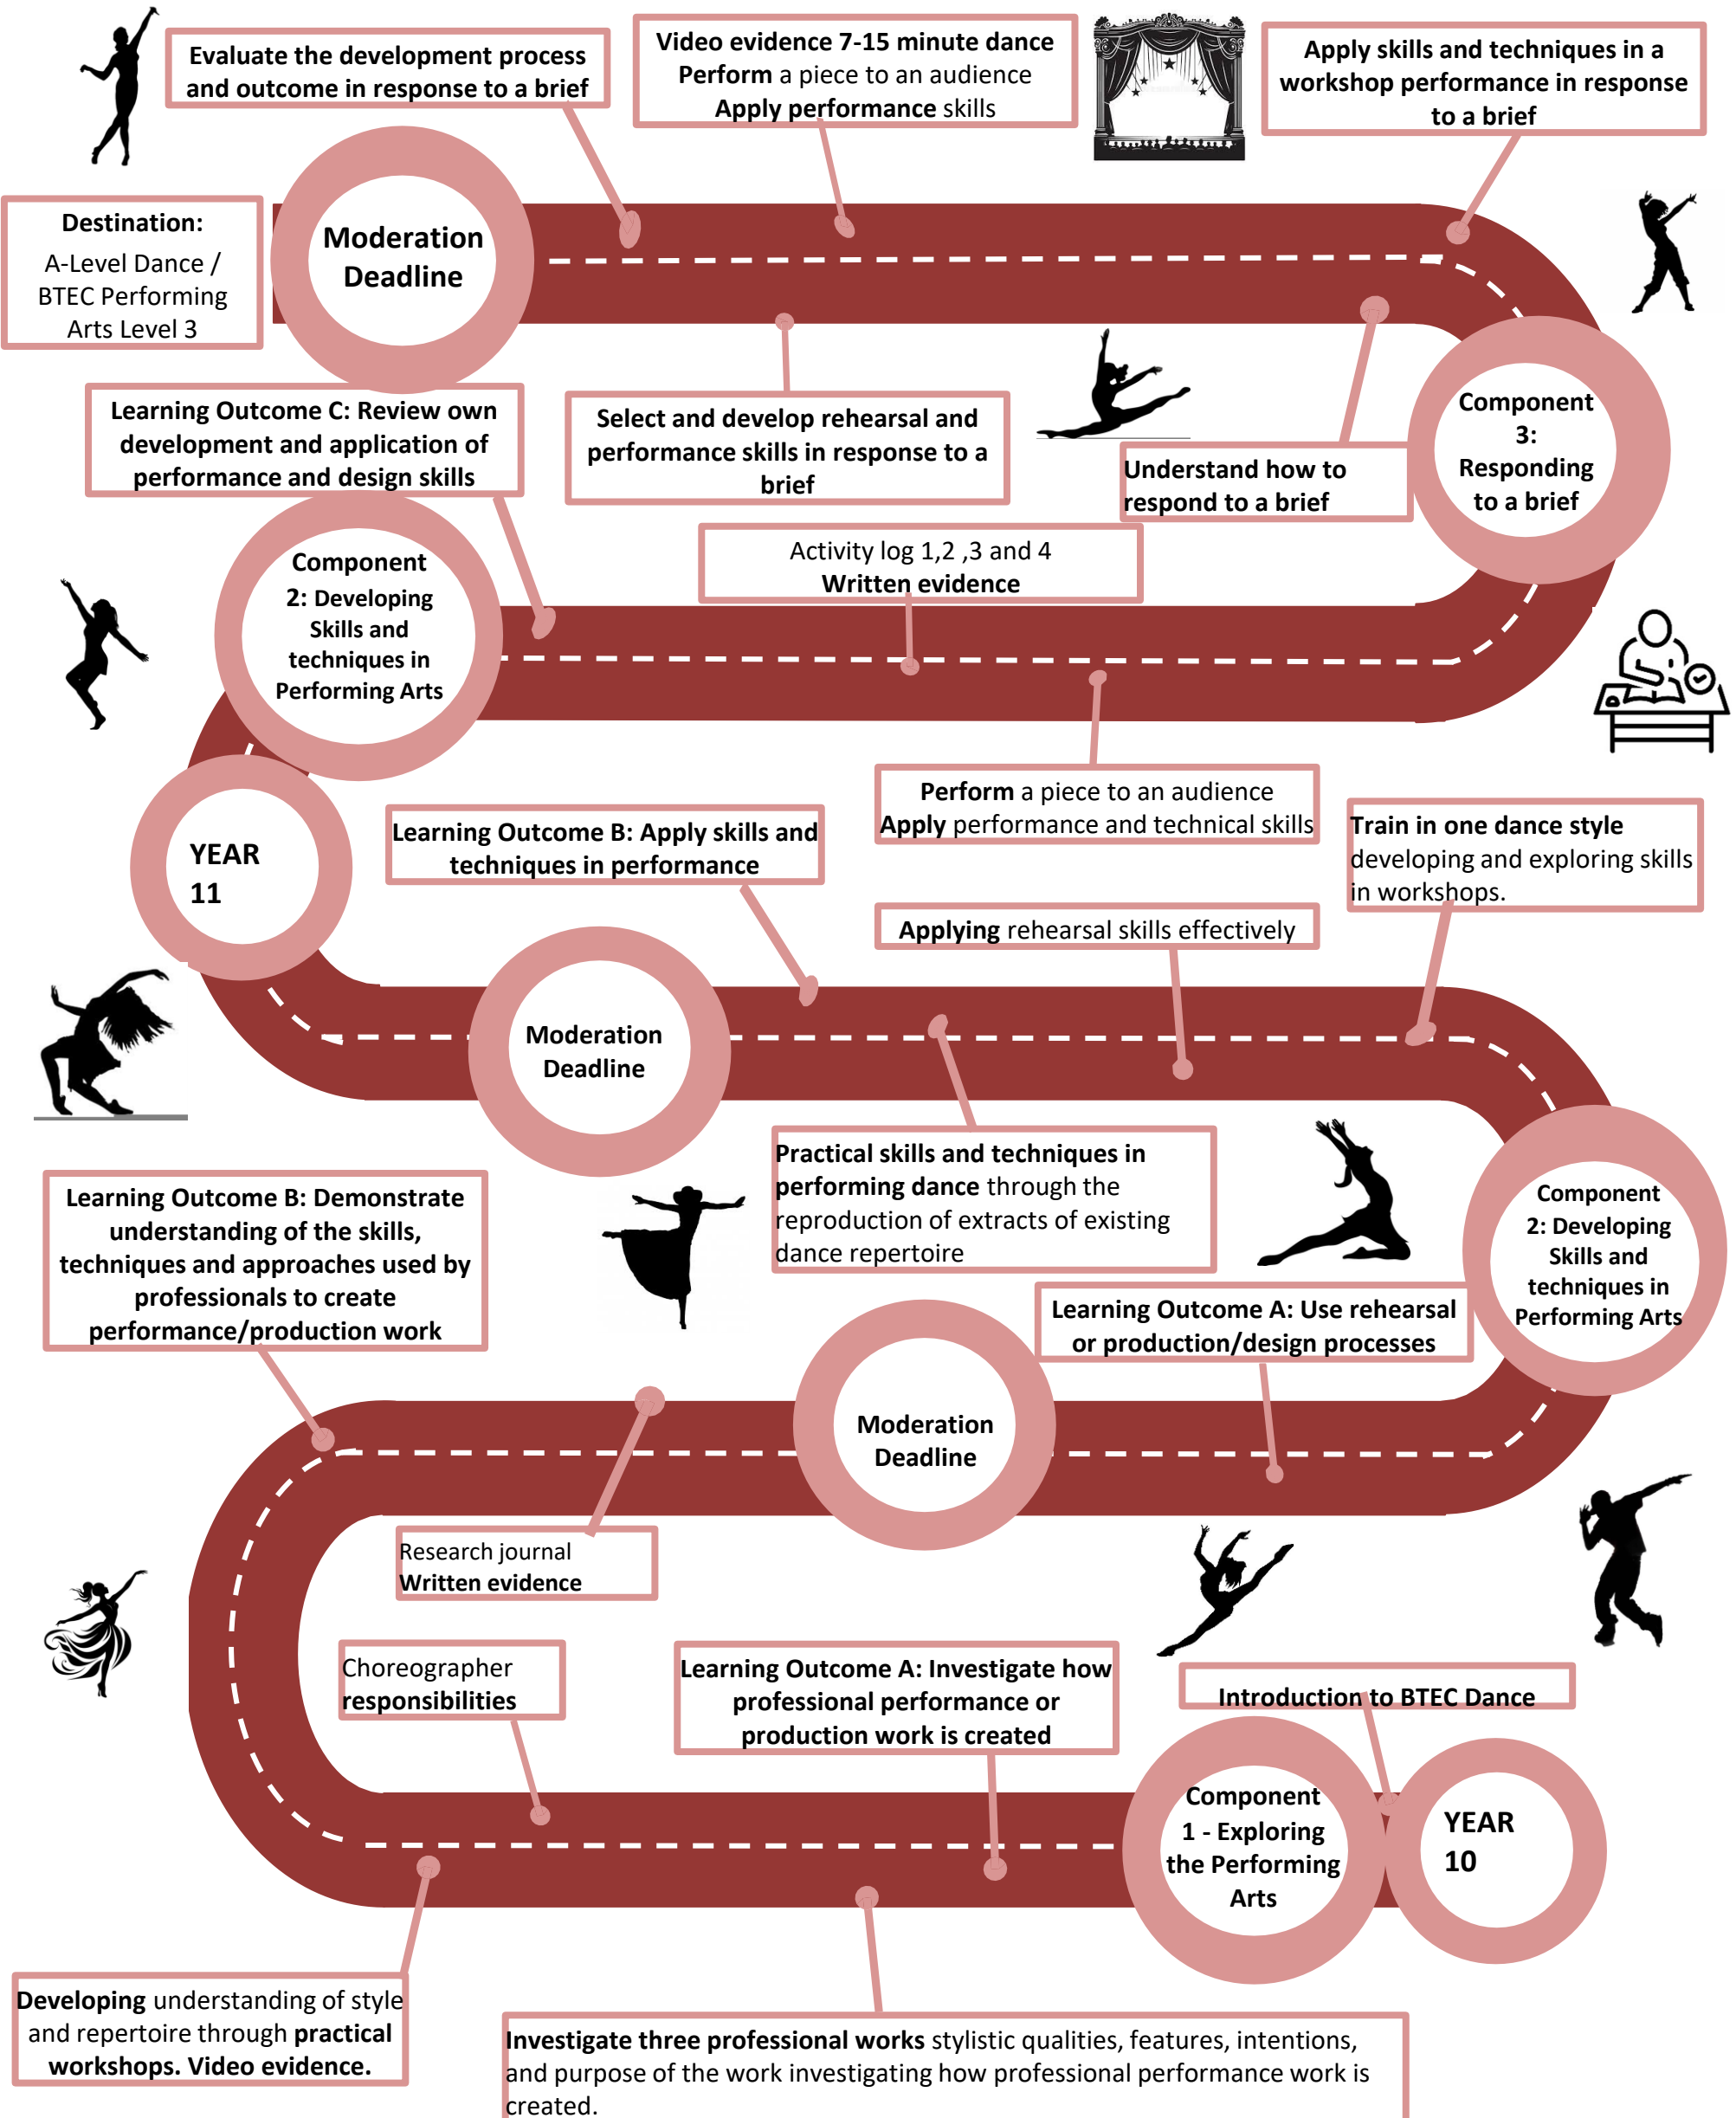 Evaluate the development process
and outcome in response to a brief
Video evidence 7-15 minute dance
Perform a piece to an audience
Apply performance skills
Apply skills and techniques in a
workshop performance in response
to a brief
Destination:
A-Level Dance /
BTEC Performing
Arts Level 3
Moderation
Deadline
Learning Outcome C: Review own
development and application of
performance and design skills
Select and develop rehearsal and
performance skills in response to a
brief
Understand how to
respond to a brief
Component
3:
Responding
to a brief
Activity log 1,2 ,3 and 4
Written evidence
Component
2: Developing
Skills and
techniques in
Performing Arts
Perform a piece to an audience
Apply performance and technical skills
Train in one dance style
developing and exploring skills
in workshops.
YEAR
11
Learning Outcome B: Apply skills and
techniques in performance
Applying rehearsal skills effectively
Moderation
Deadline
Practical skills and techniques in
performing dance through the
reproduction of extracts of existing
dance repertoire
Component
2: Developing
Skills and
techniques in
Performing Arts
Learning Outcome B: Demonstrate
understanding of the skills,
techniques and approaches used by
professionals to create
performance/production work
Learning Outcome A: Use rehearsal
or production/design processes
Moderation
Deadline
Research journal
Written evidence
Choreographer
responsibilities
Learning Outcome A: Investigate how
professional performance or
production work is created
Introduction to BTEC Dance
Component
1 - Exploring
the Performing
Arts
YEAR
10
Developing understanding of style
and repertoire through practical
workshops. Video evidence.
Investigate three professional works stylistic qualities, features, intentions,
and purpose of the work investigating how professional performance work is
created.